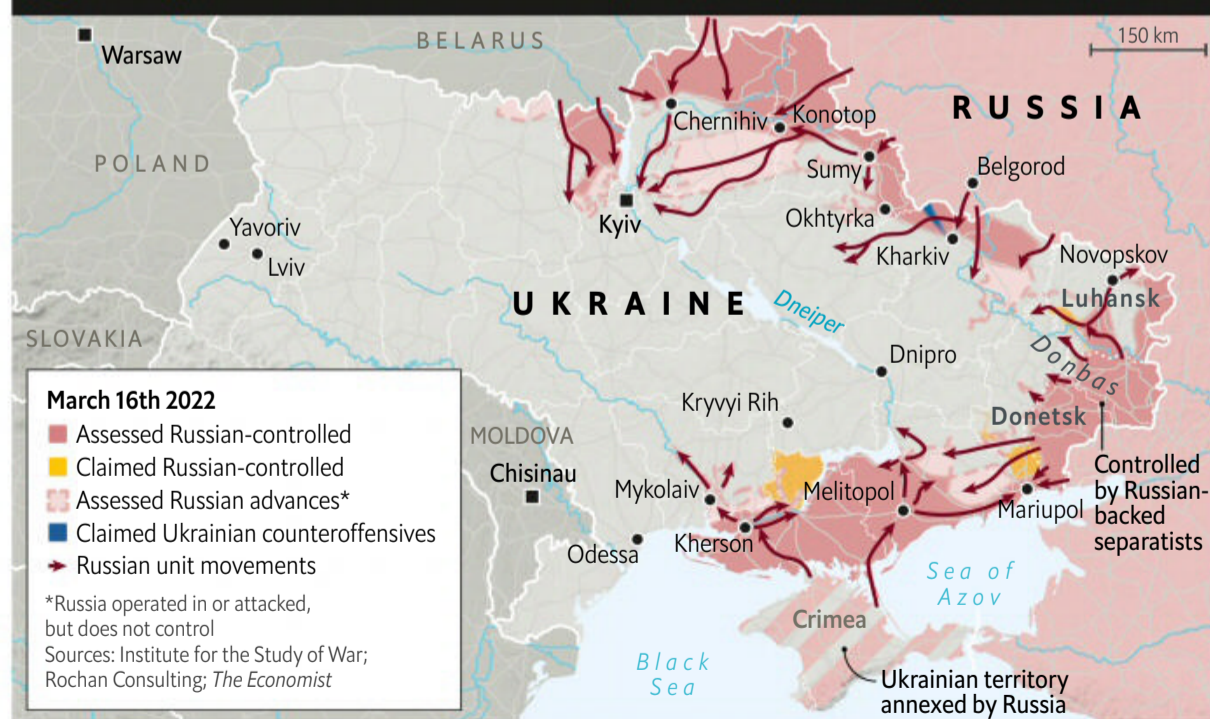 150 km
BELARUS
Warsaw
RUSSIA
Chernihiv
Konotop
POLAND
Sumy
Belgorod
Kyiv
Okhtyrka
Yavoriv
Lviv
Kharkiv
Novopskov
Luhansk
UKRAINE
Dneiper
SLOVAKIA
Donbas
Dnipro
Kryvyi Rih
Donetsk
MOLDOVA
Chisinau
Mykolaiv
Melitopol
Mariupol
Controlled
by Russian-
backed
separatists
Odessa
Kherson
Sea of
Azov
Crimea
Black
Sea
Ukrainian territory
annexed by Russia
March 16th 2022
Assessed Russian-controlled
Claimed Russian-controlled
Assessed Russian advances*
Claimed Ukrainian counteroffensives
Russian unit movements
*Russia operated in or attacked,
but does not control
Sources: Institute for the Study of War;
Rochan Consulting; The Economist